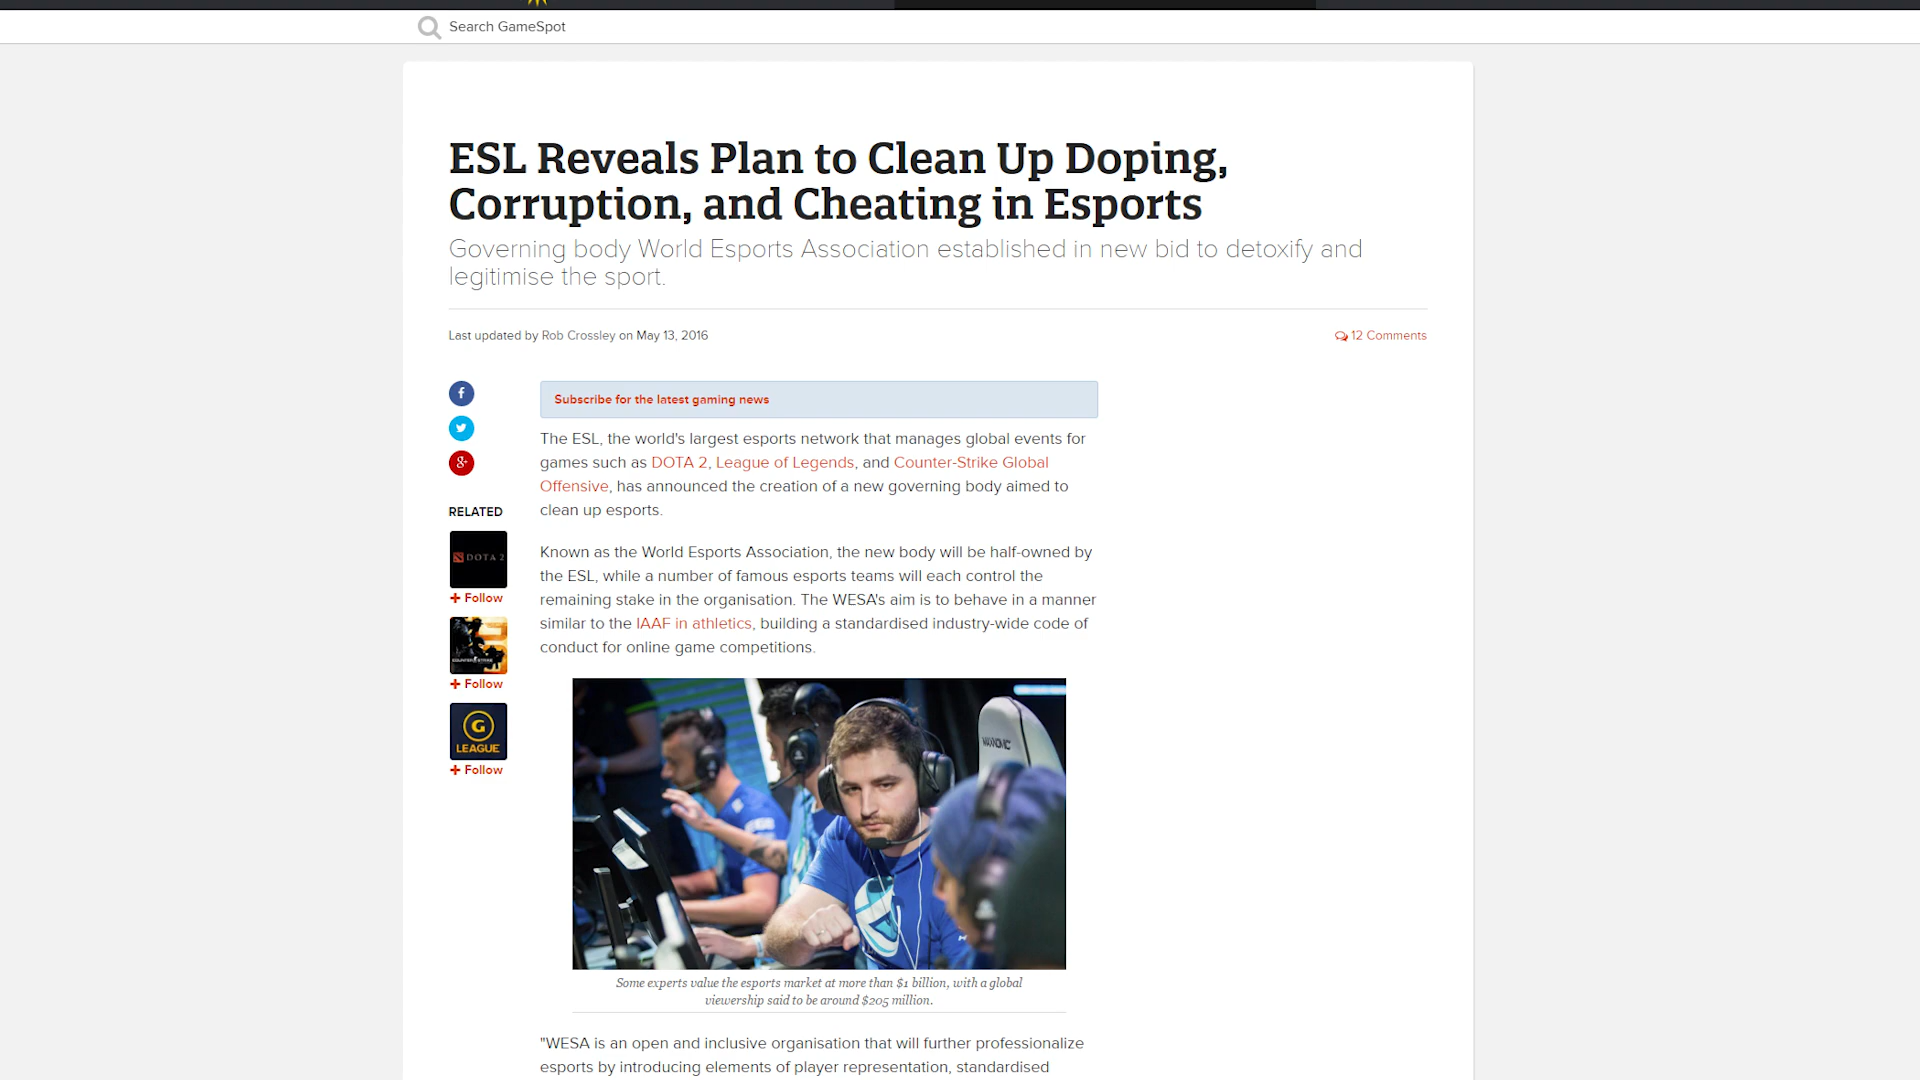 Search GameSpot
ESL Reveals Plan to Clean Up Doping,
Corruption, and Cheating in Esports
Governing body World Esports Association established in new bid to detoxify and
legitimise the sport.
Last updated by Rob Crossley on May 13, 2016
12 Comments
Subscribe for the latest gaming news
The ESL, the world's largest esports network that manages global events for
games such as DOTA 2, League of Legends, and Counter-Strike Global
Offensive, has announced the creation of a new governing body aimed to
clean up esports.
RELATED
DOTA 2
+ Follow
COUNTER STRIKE
+ Follow
G
LEAGUE
+ Follow
Known as the World Esports Association, the new body will be half-owned by
the ESL, while a number of famous esports teams will each control the
remaining stake in the organisation. The WESA's aim is to behave in a manner
similar to the IAAF in athletics, building a standardised industry-wide code of
conduct for online game competitions.
MAXNOMIC
Some experts value the esports market at more than $1 billion, with a global
viewership said to be around $205 million.
"WESA is an open and inclusive organisation that will further professionalize
esports by introducing elements of player representation, standardised